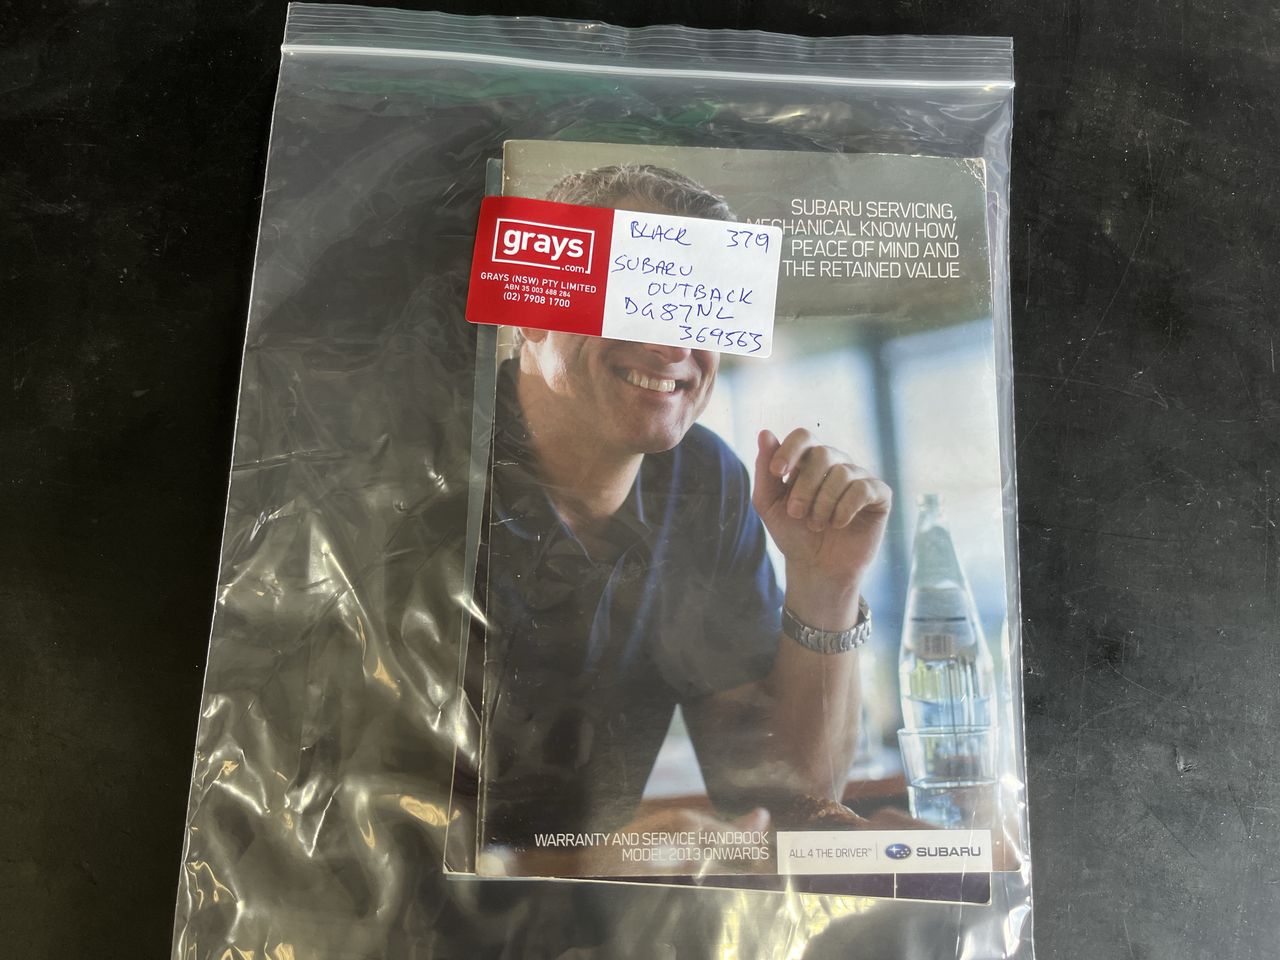 SUBARU SERVICING,
MECHANICAL KNOW HOW,
PEACE OF MIND AND
THE RETAINED VALUE
grays
.com
GRAYS (NSW) PTY LIMITED
ABN 35 003 688 284
(02) 7908 1700
BLACK 3719
SUBARU
OUTBACK
DG87NL
369563
WARRANTY AND SERVICE HANDBOOK
MODEL 2013 ONWARDS
ALL 4 THE DRIVER™
SUBARU